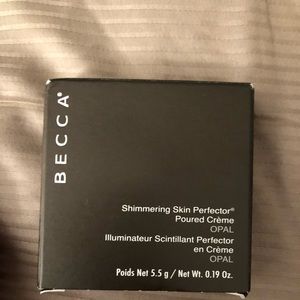 BECCA
Shimmering Skin Perfector®
Poured Crème
OPAL
Illuminateur Scintillant Perfector
en Crème
OPAL
Poids Net 5.5 g / Net Wt. 0.19 Oz.